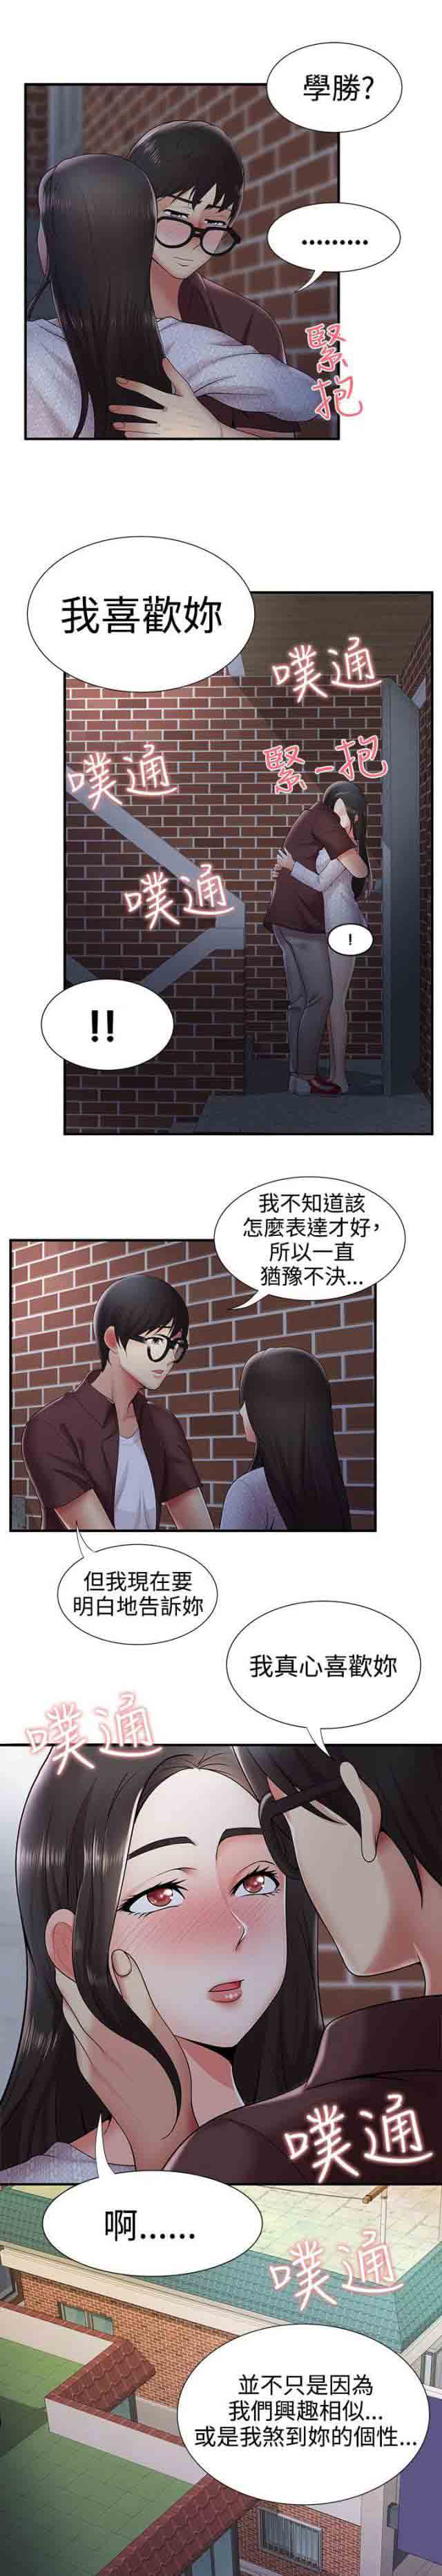 學勝?
………
緊
抱
我喜歡妳
噗通
緊-抱
噗通
噗通
!
!!
我不知道該
怎麼表達才好,
所以一直
猶豫不決...
但我現在要
明白地告訴妳
我真心喜歡妳
噗通
噗通
啊……
噗通
並不只是因為
我們興趣相似...
或是我煞到妳的個性...